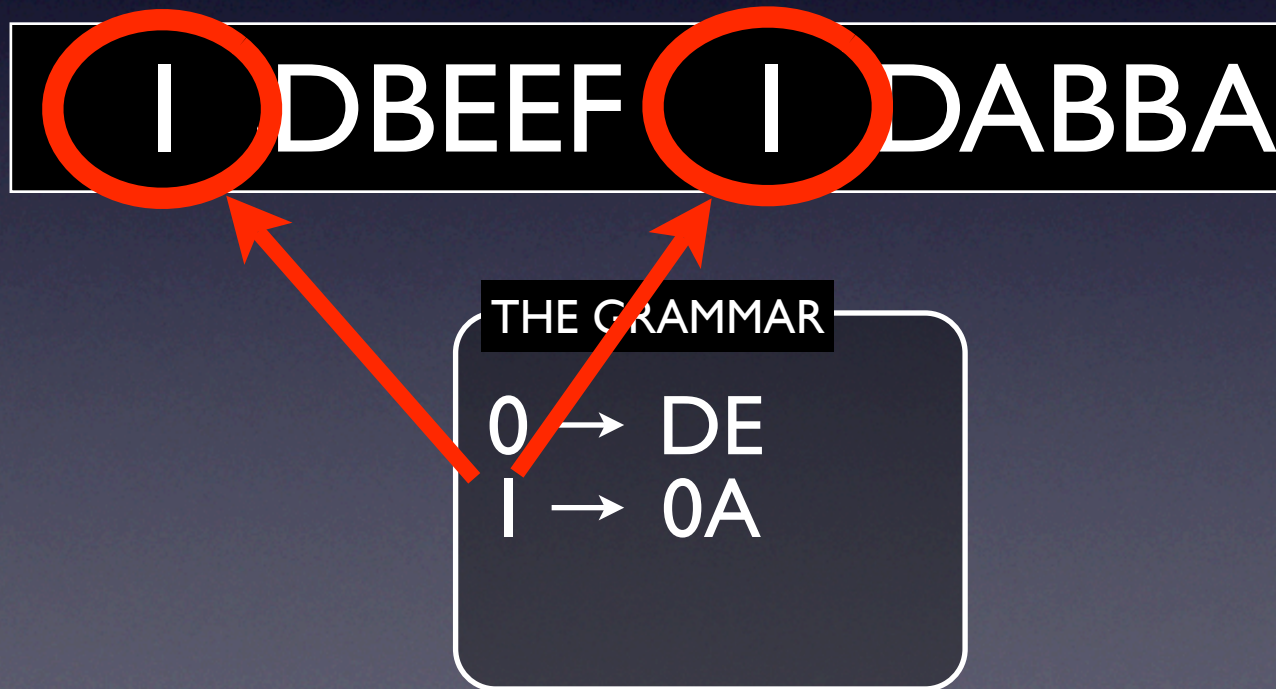 1 DBEEF 1 DABBA
THE GRAMMAR
0 → DE
1 → 0A